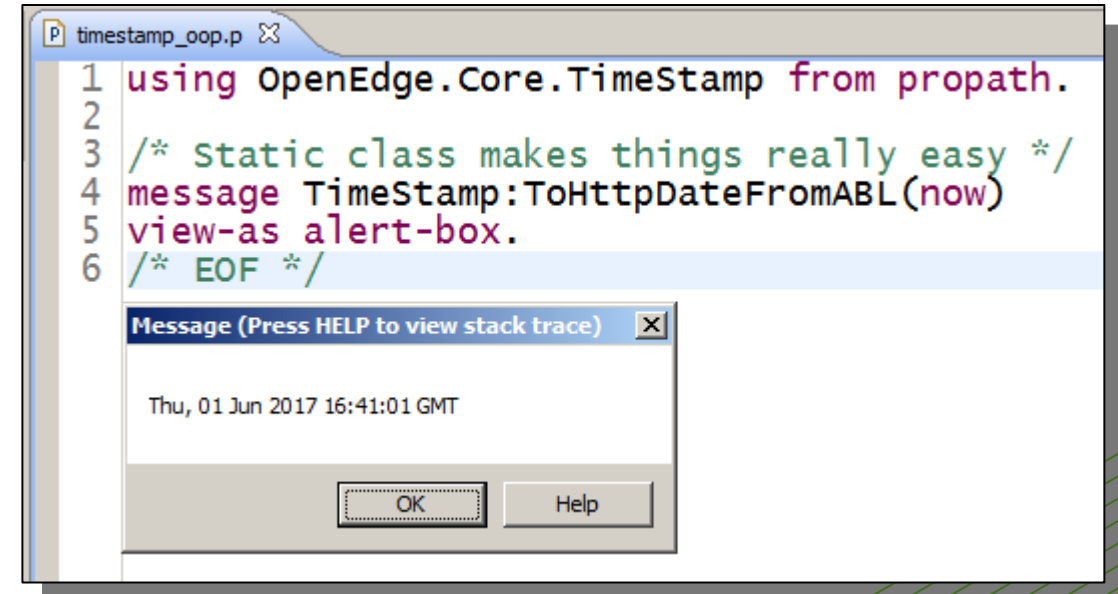 P timestamp_oop.p
1 using OpenEdge.Core.TimeStamp from propath.
2
3 /* Static class makes things really easy */
4 message TimeStamp:ToHttpDateFromABL(now)
5 view-as alert-box.
6 /* EOF */
Message (Press HELP to view stack trace)
Thu, 01 Jun 2017 16:41:01 GMT
OK Help